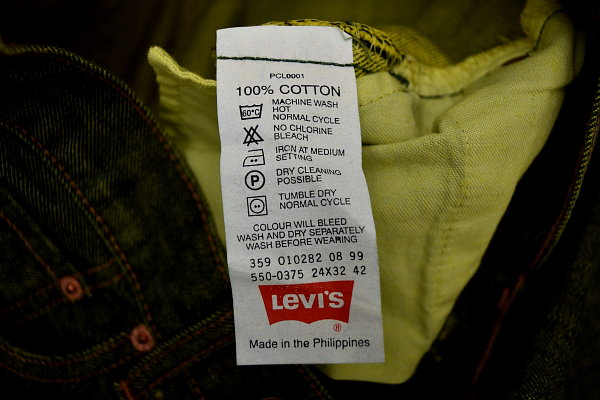 PCL0001
100% COTTON
60°C
MACHINE WASH
HOT
NORMAL CYCLE
NO CHLORINE
BLEACH
IRON AT MEDIUM
SETTING
P
DRY CLEANING
POSSIBLE
TUMBLE DRY
NORMAL CYCLE
COLOUR WILL BLEED
WASH AND DRY SEPARATELY
WASH BEFORE WEARING
359 010282 08 99
550-0375 24X32 42
LEVI'S
®
Made in the Philippines